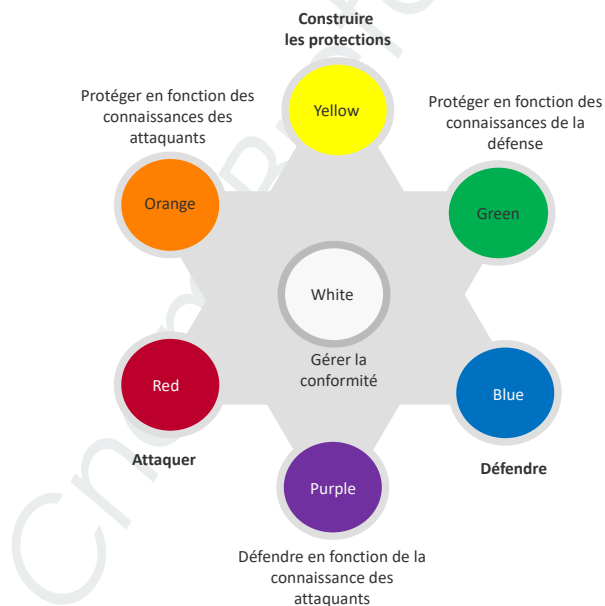 Construire
les protections
Yellow
Protéger en fonction des
connaissances des
attaquants
Protéger en fonction des
connaissances de la
défense
Orange
Green
White
Gérer la
conformité
Red
Blue
Attaquer
Défendre
Purple
Défendre en fonction de la
connaissance des
attaquants